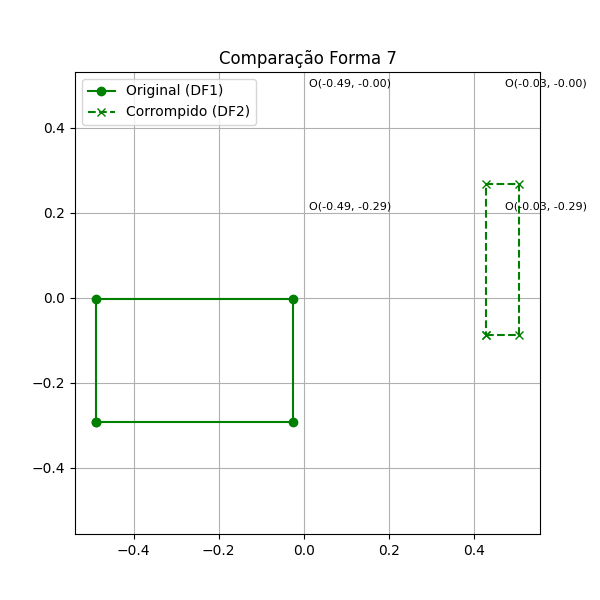 Comparação Forma 7
Original (DF1)
Corrompido (DF2)
O(-0.49, -0.00)
O(-0.03, -0.00)
O(-0.49, -0.29)
O(-0.03, -0.29)
0.4
0.2
0.0
−0.2
−0.4
−0.4
−0.2
0.0
0.2
0.4